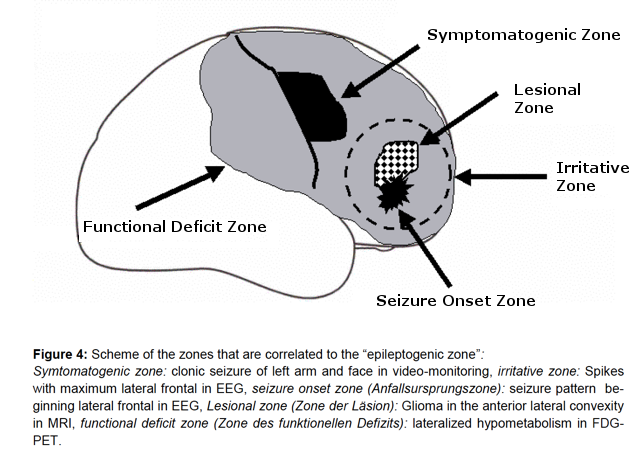 Symptomatogenic Zone
Lesional
Zone
Irritative
Zone
Functional Deficit Zone
Seizure Onset Zone
Figure 4: Scheme of the zones that are correlated to the “epileptogenic zone”:
Symtomatogenic zone: clonic seizure of left arm and face in video-monitoring, irritative zone: Spikes
with maximum lateral frontal in EEG, seizure onset zone (Anfallsursprungszone): seizure pattern be-
ginning lateral frontal in EEG, Lesional zone (Zone der Läsion): Glioma in the anterior lateral convexity
in MRI, functional deficit zone (Zone des funktionellen Defizits): lateralized hypometabolism in FDG-
PET.